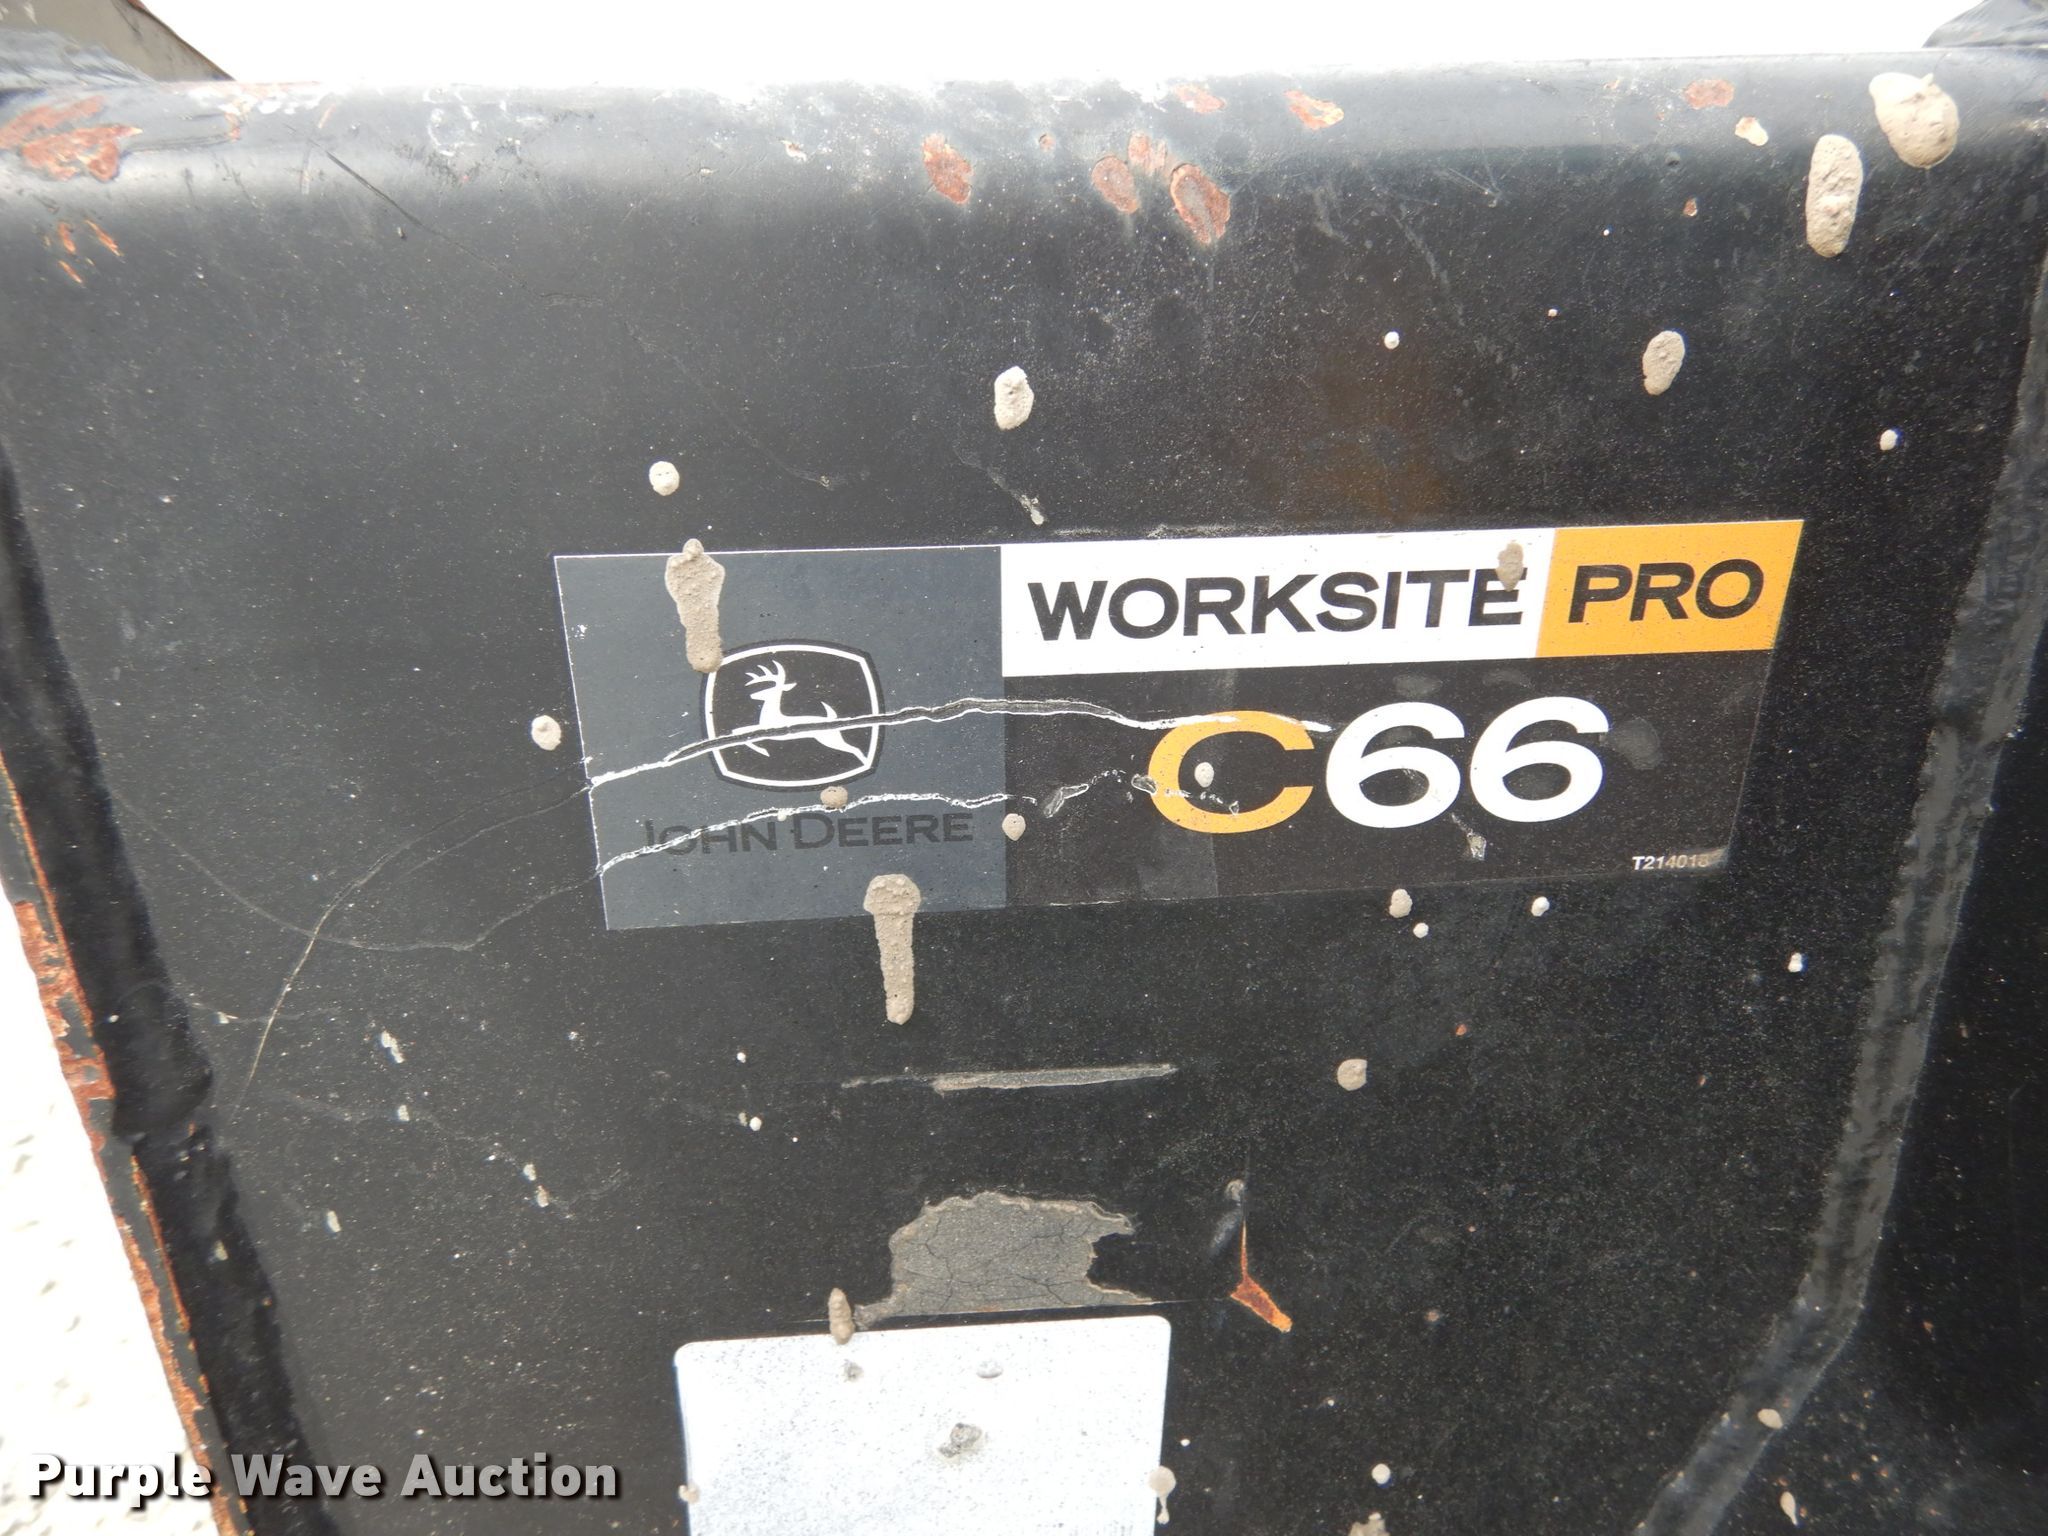 WORKSITE PRO
C66
JOHN DEERE
T214018
Purple Wave Auction